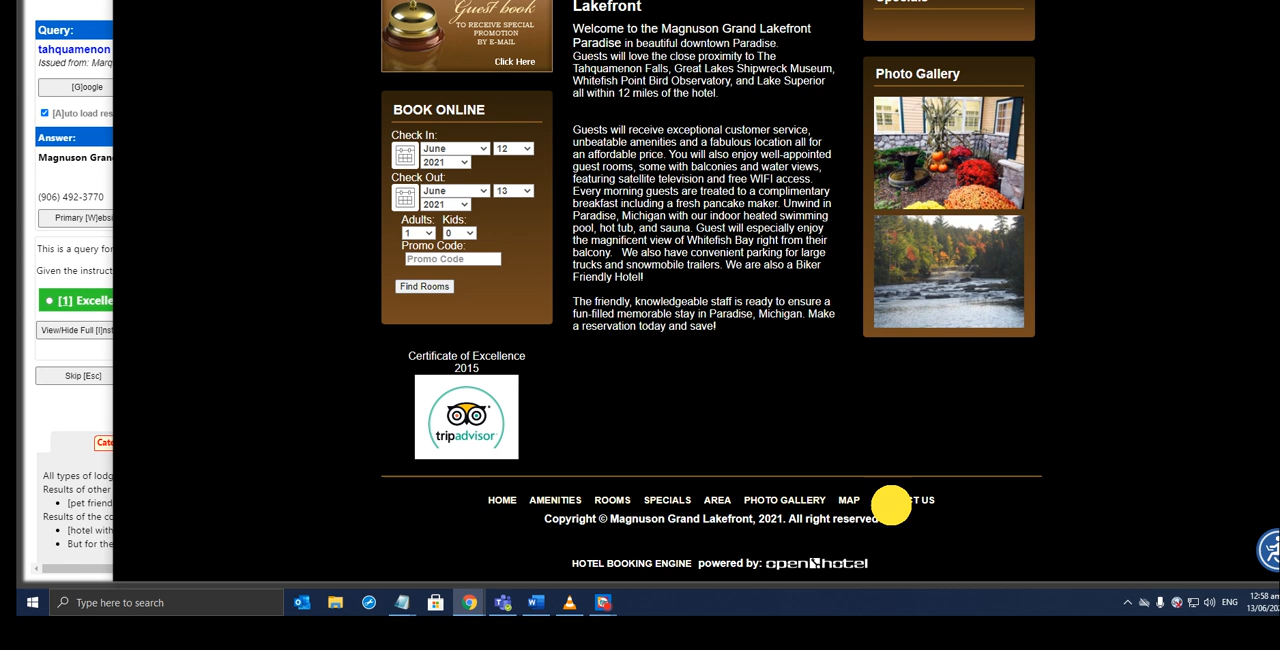 Query:
tahquamenon
Issued from: Marq
[G]oogle
[A]uto load res
Answer:
Magnuson Gran
(906) 492-3770
Primary [W]ebsi
This is a query for
Given the instruct
[1] Excelle
View/Hide Full [I]nst
Skip [Esc]
Cate
All types of lodg
Results of other
[pet friend
Results of the co
[hotel with
But for the
Guest book
TO RECEIVE SPECIAL
PROMOTION
BY E-MAIL
Click Here
BOOK ONLINE
Check In:
June 12
2021
Check Out:
June 13
2021
Adults: Kids:
1 0
Promo Code:
Promo Code
Find Rooms
Certificate of Excellence
2015
tripadvisor
Lakefront
Welcome to the Magnuson Grand Lakefront
Paradise in beautiful downtown Paradise.
Guests will love the close proximity to The
Tahquamenon Falls, Great Lakes Shipwreck Museum,
Whitefish Point Bird Observatory, and Lake Superior
all within 12 miles of the hotel.
Guests will receive exceptional customer service,
unbeatable amenities and a fabulous location all for
an affordable price. You will also enjoy well-appointed
guest rooms, some with balconies and water views,
featuring satellite television and free WIFI access.
Every morning guests are treated to a complimentary
breakfast including a fresh pancake maker. Unwind in
Paradise, Michigan with our indoor heated swimming
pool, hot tub, and sauna. Guest will especially enjoy
the magnificent view of Whitefish Bay right from their
balcony. We also have convenient parking for large
trucks and snowmobile trailers. We are also a Biker
Friendly Hotel!
The friendly, knowledgeable staff is ready to ensure a
fun-filled memorable stay in Paradise, Michigan. Make
a reservation today and save!
Specials
Photo Gallery
HOME AMENITIES ROOMS SPECIALS AREA PHOTO GALLERY MAP CT US
Copyright © Magnuson Grand Lakefront, 2021. All right reserved
HOTEL BOOKING ENGINE powered by: open hotel
Type here to search
ENG
12:58 am
13/06/202